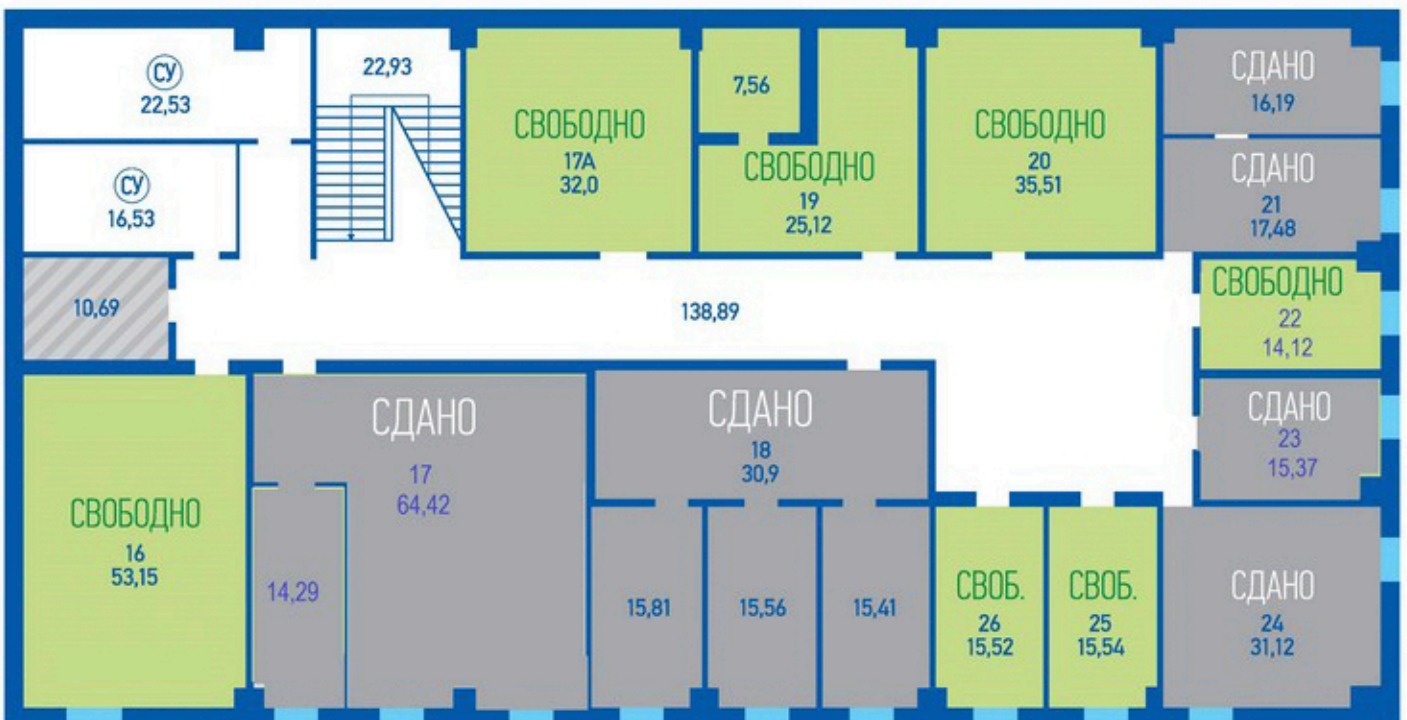 СУ
22,53
22,93
СВОБОДНО
17А
32,0
7,56
СВОБОДНО
19
25,12
СВОБОДНО
20
35,51
СДАНО
16,19
СДАНО
21
17,48
СУ
16,53
10,69
138,89
СВОБОДНО
22
14,12
СДАНО
23
15,37
СВОБОДНО
16
53,15
СДАНО
17
64,42
14,29
СДАНО
18
30,9
15,81
15,56
15,41
СВОБ.
26
15,52
СВОБ.
25
15,54
СДАНО
24
31,12